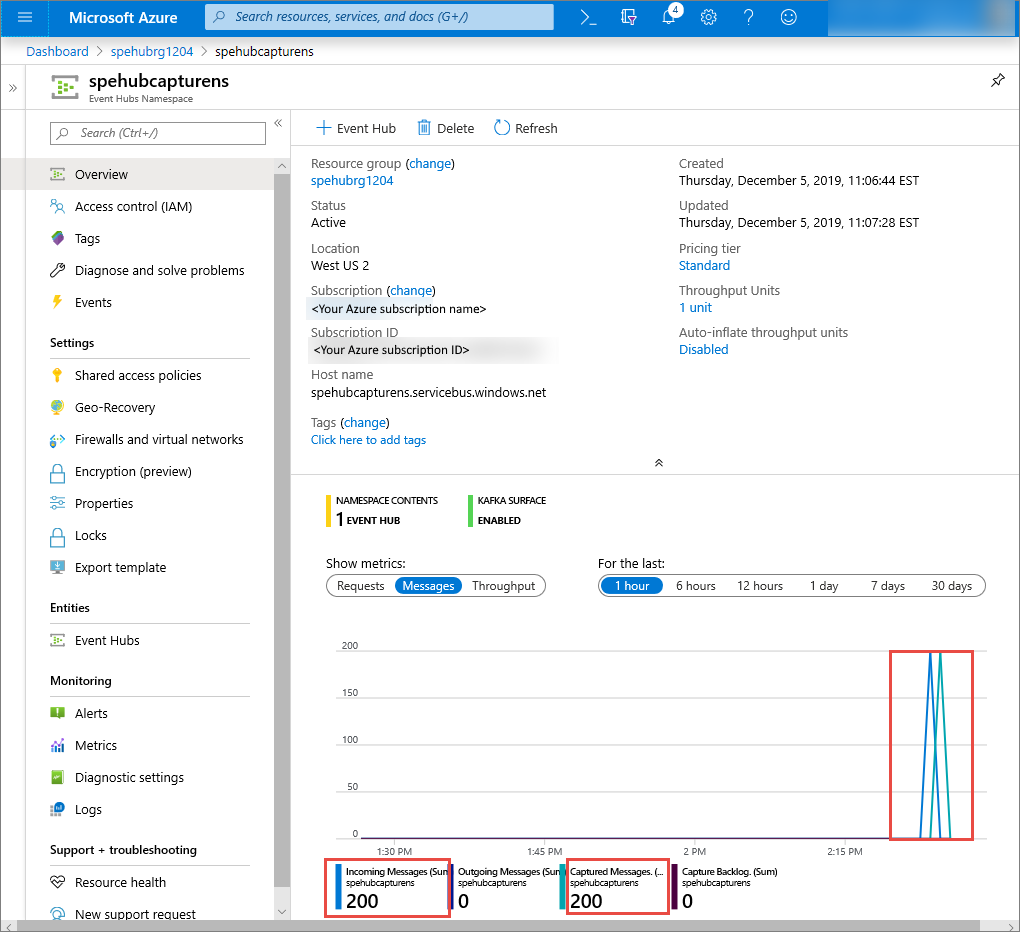 Microsoft Azure
Search resources, services, and docs (G+/)
4
Dashboard > spehubrg1204 > spehubcapturens
spehubcapturens
Event Hubs Namespace
Search (Ctrl+/)
Overview
Access control (IAM)
Tags
Diagnose and solve problems
Events
Settings
Shared access policies
Geo-Recovery
Firewalls and virtual networks
Encryption (preview)
Properties
Locks
Export template
Entities
Event Hubs
Monitoring
Alerts
Metrics
Diagnostic settings
Logs
Support + troubleshooting
Resource health
New support request
Event Hub
Delete
Refresh
Resource group (change)
spehubrg1204
Status
Active
Location
West US 2
Subscription (change)
<Your Azure subscription name>
Subscription ID
<Your Azure subscription ID>
Host name
spehubcapturens.servicebus.windows.net
Tags (change)
Click here to add tags
Created
Thursday, December 5, 2019, 11:06:44 EST
Updated
Thursday, December 5, 2019, 11:07:28 EST
Pricing tier
Standard
Throughput Units
1 unit
Auto-inflate throughput units
Disabled
NAMESPACE CONTENTS
1 EVENT HUB
KAFKA SURFACE
ENABLED
Show metrics:
Requests Messages Throughput
For the last:
1 hour 6 hours 12 hours 1 day 7 days 30 days
200
150
100
50
0
1:30 PM 1:45 PM 2 PM 2:15 PM
Incoming Messages (Sum
spehubcapturens
200
Outgoing Messages (Sum
spehubcapturens
0
Captured Messages. (...
spehubcapturens
200
Capture Backlog. (Sum)
spehubcapturens
0